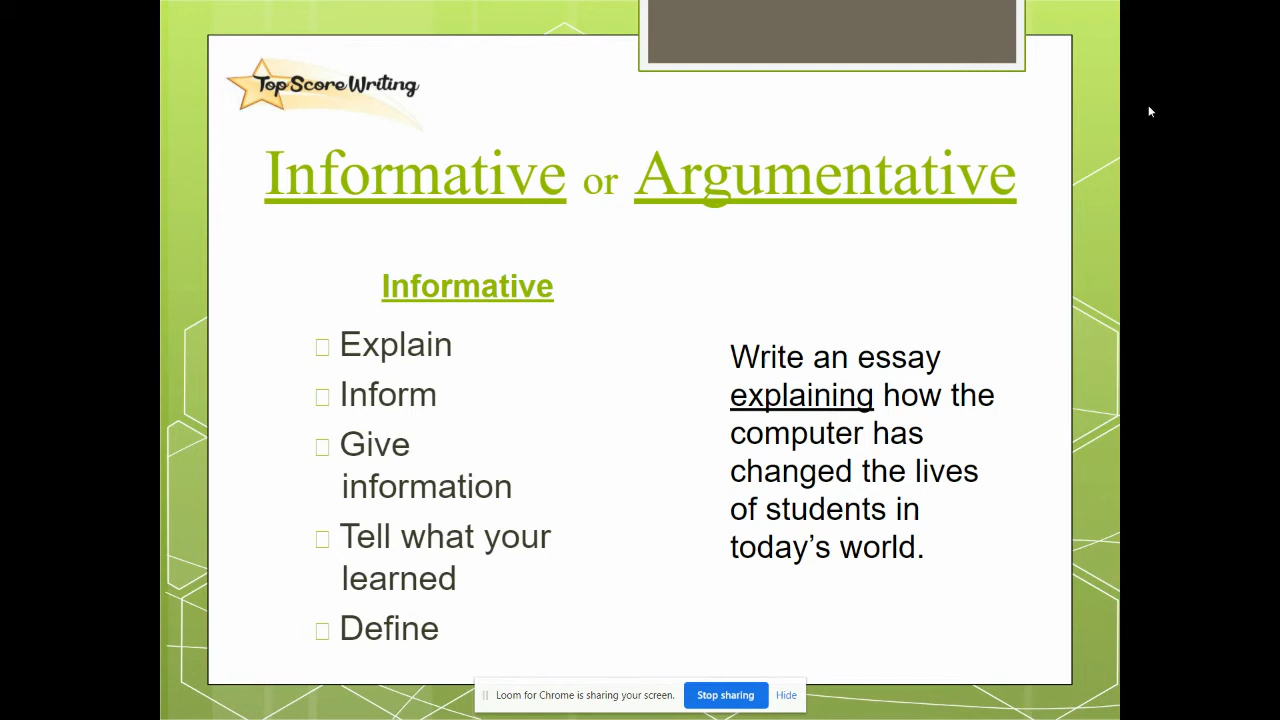 Top Score Writing
Informative or Argumentative
Informative
Explain
Inform
Give
information
Tell what your
learned
Define
Write an essay
explaining how the
computer has
changed the lives
of students in
today's world.
Loom for Chrome is sharing your screen. Stop sharing Hide